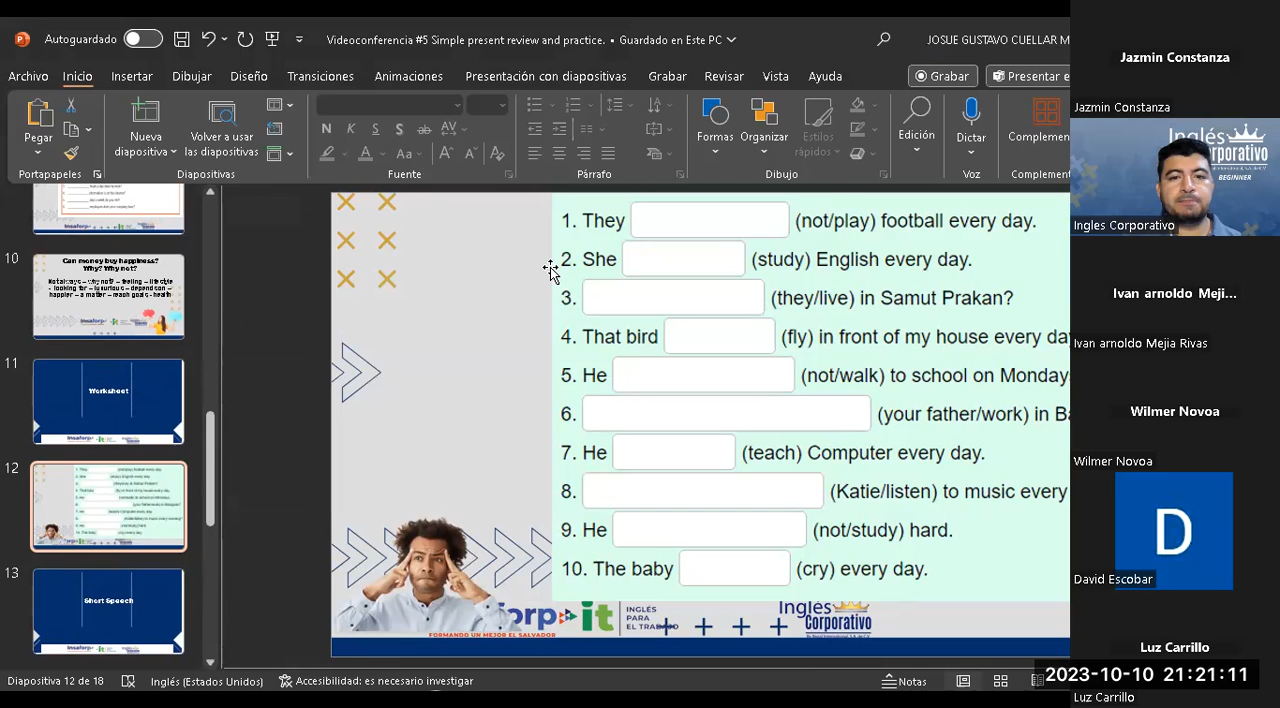 Autoguardado
Videoconferencia #5 Simple present review and practice. • Guardado en Este PC
JOSUE GUSTAVO CUELLAR M
Archivo Inicio Insertar Dibujar Diseño Transiciones Animaciones Presentación con diapositivas Grabar Revisar Vista Ayuda
Grabar
Presentar e
Pegar
Nueva diapositiva
Volver a usar las diapositivas
Formas
Organizar
Estilos rápidos
Edición
Dictar
Complemen
Portapapeles
Diapositivas
Fuente
Párrafo
Dibujo
Voz
Complement
10
Can money buy happiness?
Why? Why not?
11
Worksheet
12
13
Short Speech
1. They (not/play) football every day.
2. She (study) English every day.
3. (they/live) in Samut Prakan?
4. That bird (fly) in front of my house every da
5. He (not/walk) to school on Monday
6. (your father/work) in Ba
7. He (teach) Computer every day.
8. (Katie/listen) to music every
9. He (not/study) hard.
10. The baby (cry) every day.
forp it
INGLÉS
PARA
EL TRABAJO
FORMANDO UN MEJOR EL SALVADOR
Inglés
Corporativo
Diapositiva 12 de 18
Inglés (Estados Unidos)
Accesibilidad: es necesario investigar
Notas
Jazmin Constanza
Jazmin Constanza
Inglés
Corporativo
BEGINNER
Ingles Corporativo
Ivan arnoldo Meji...
Ivan arnoldo Mejia Rivas
Wilmer Novoa
Wilmer Novoa
D
David Escobar
Luz Carrillo
2023-10-10 21:21:11
Luz Carrillo